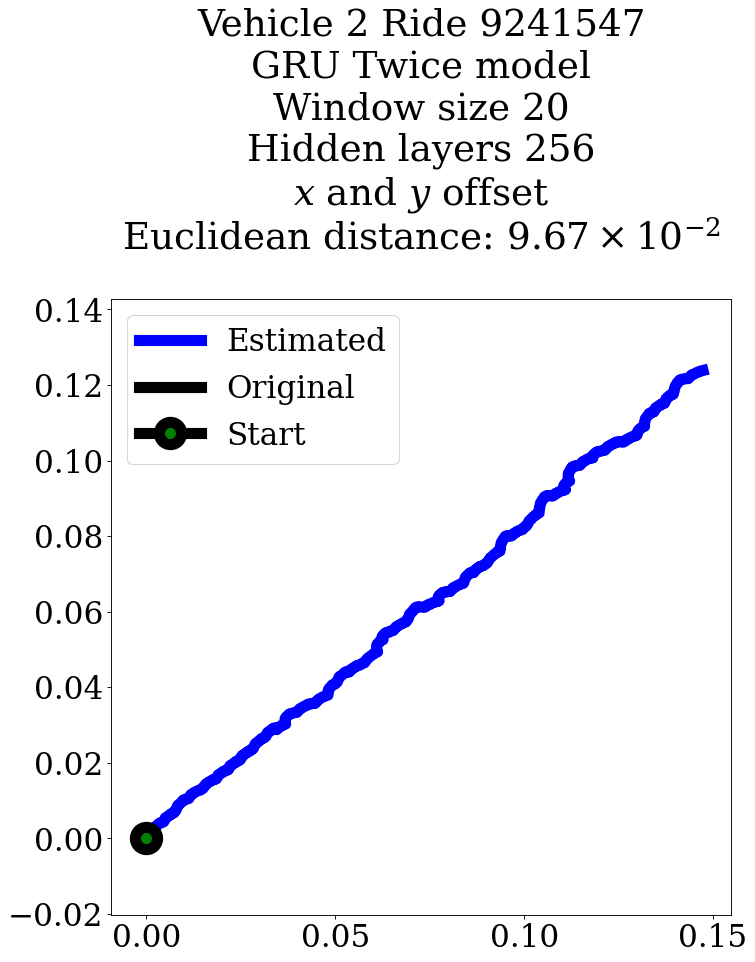 Vehicle 2 Ride 9241547
GRU Twice model
Window size 20
Hidden layers 256
x and y offset
Euclidean distance: 9.67 × 10⁻²
0.14
0.12
0.10
0.08
0.06
0.04
0.02
0.00
−0.02
Estimated
Original
Start
0.00 0.05 0.10 0.15